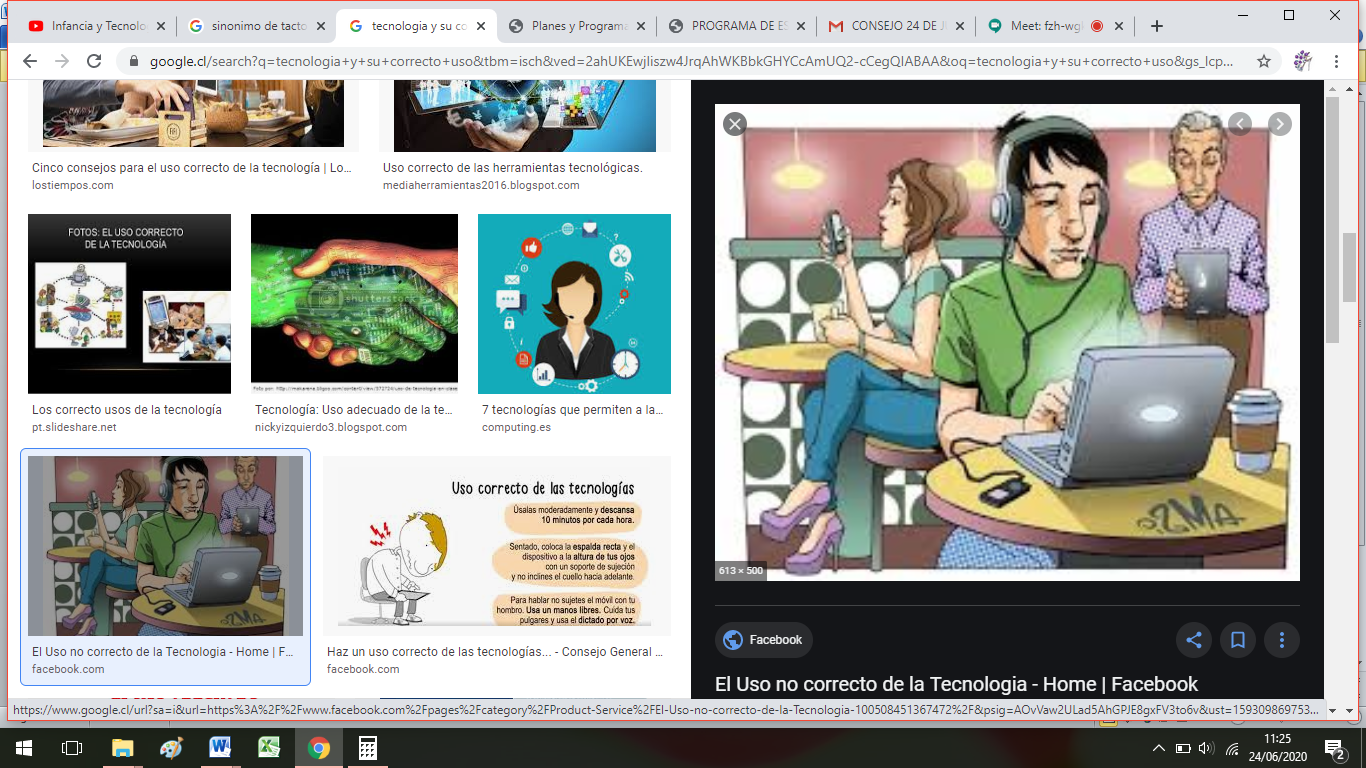 Infancia y Tecnolo
sinonimo de tacto
tecnologia y su co
Planes y Programa
PROGRAMA DE ES
CONSEJO 24 DE J
Meet: fzh-wgl
google.cl/search?q=tecnologia+y+su+correcto+uso&tbm=isch&ved=2ahUKEwjliszw4JrqAhWKBbkGHYCcAmUQ2-cCegQIABAA&oq=tecnologia+y+su+correcto+uso&gs_lcp...
Cinco consejos para el uso correcto de la tecnología | Lo...
lostiempos.com
Uso correcto de las herramientas tecnológicas.
mediaherramientas2016.blogspot.com
FOTOS: EL USO CORRECTO
DE LA TECNOLOGÍA
shutterstock
Los correcto usos de la tecnología
pt.slideshare.net
Tecnología: Uso adecuado de la te...
nickyizquierdo3.blogspot.com
7 tecnologías que permiten a la...
computing.es
Uso correcto de las tecnologías
Úsalas moderadamente y descansa
10 minutos por cada hora.
Sentado, coloca la espalda recta y el
dispositivo a la altura de tus ojos
con un soporte de sujeción
y no inclines el cuello hacia adelante.
Para hablar no sujetes el móvil con tu
hombro. Usa un manos libres. Cuida tus
pulgares y usa el dictado por voz.
El Uso no correcto de la Tecnologia - Home | F...
facebook.com
Haz un uso correcto de las tecnologías... - Consejo General ...
facebook.com
613 × 500
Facebook
El Uso no correcto de la Tecnologia - Home | Facebook
https://www.google.cl/url?sa=i&url=https%3A%2F%2Fwww.facebook.com%2Fpages%2Fcategory%2FProduct-Service%2FEl-Uso-no-correcto-de-la-Tecnologia-100508451367472%2F&psig=AOvVaw2ULad5AhGPJE8gxFV3to6v&ust=159309869753...
11:25
24/06/2020
2